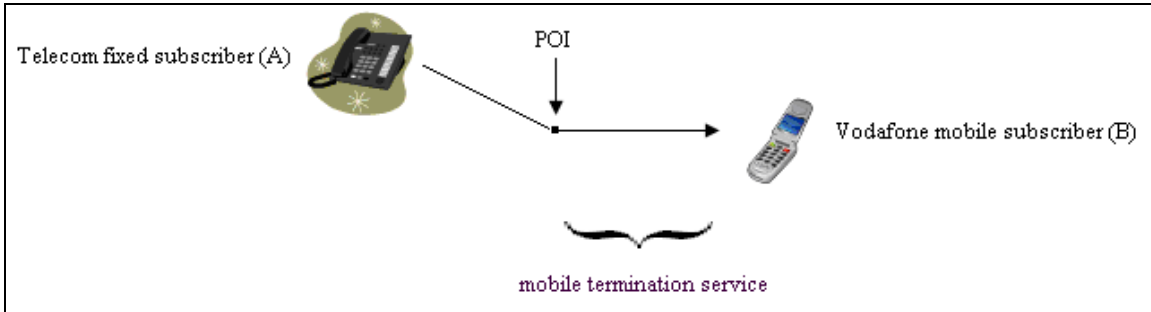 Telecom fixed subscriber (A)
POI
Vodafone mobile subscriber (B)
mobile termination service